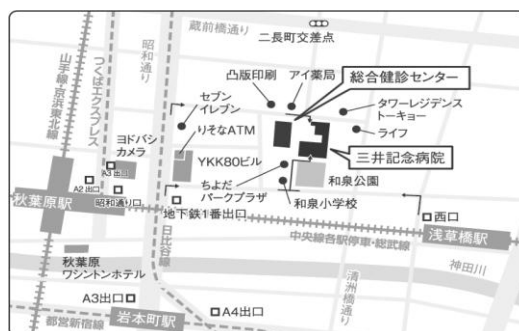 蔵前橋通り
二長町交差点
昭和通り
山手線・京浜東北線
つくばエクスプレス
凸版印刷
アイ薬局
総合健診センター
セブン
イレブン
りそなATM
タワーレジデンス
トーキョー
ライフ
ヨドバシ
カメラ
A3出口
YKK80ビル
三井記念病院
A2出口
昭和通り口
ちよだ
パークプラザ
和泉公園
和泉小学校
秋葉原駅
地下鉄1番出口
西口
日比谷線
中央線各駅停車・総武線
浅草橋駅
秋葉原
ワシントンホテル
清洲橋通り
神田川
A3出口
A4出口
岩本町駅
都営新宿線